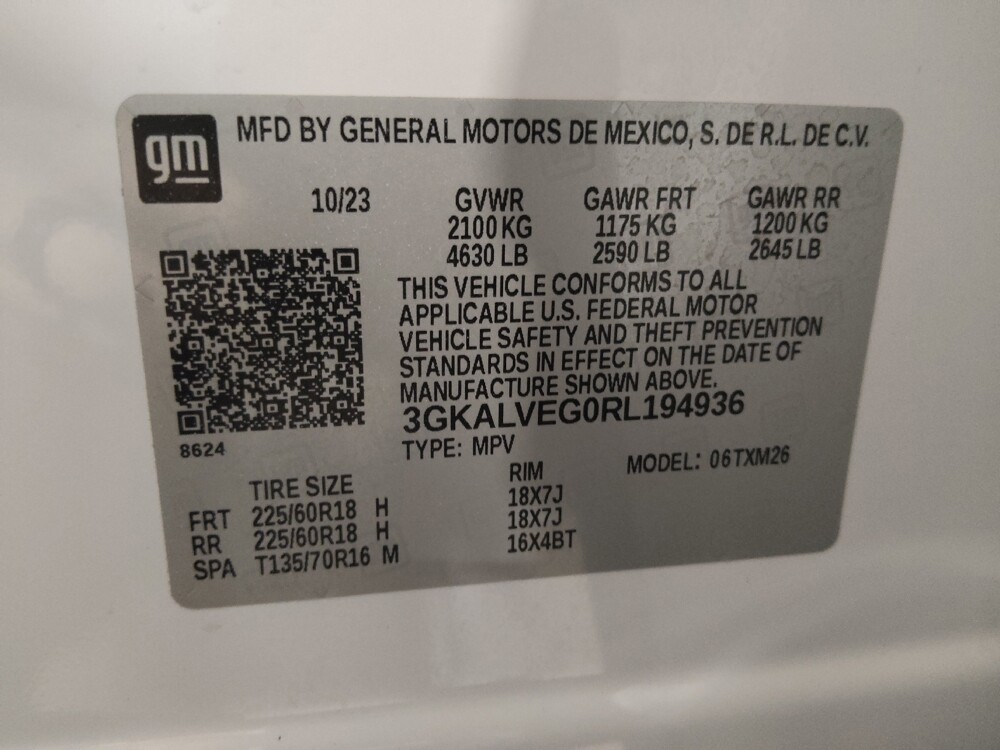 gm
MFD BY GENERAL MOTORS DE MEXICO, S. DE R.L. DE C.V.
10/23 GVWR GAWR FRT GAWR RR
2100 KG 1175 KG 1200 KG
4630 LB 2590 LB 2645 LB
THIS VEHICLE CONFORMS TO ALL
APPLICABLE U.S. FEDERAL MOTOR
VEHICLE SAFETY AND THEFT PREVENTION
STANDARDS IN EFFECT ON THE DATE OF
MANUFACTURE SHOWN ABOVE.
3GKALVEG0RL194936
8624
TYPE: MPV MODEL: 06TXM26
TIRE SIZE RIM
FRT 225/60R18 H 18X7J
RR 225/60R18 H 18X7J
SPA T135/70R16 M 16X4BT